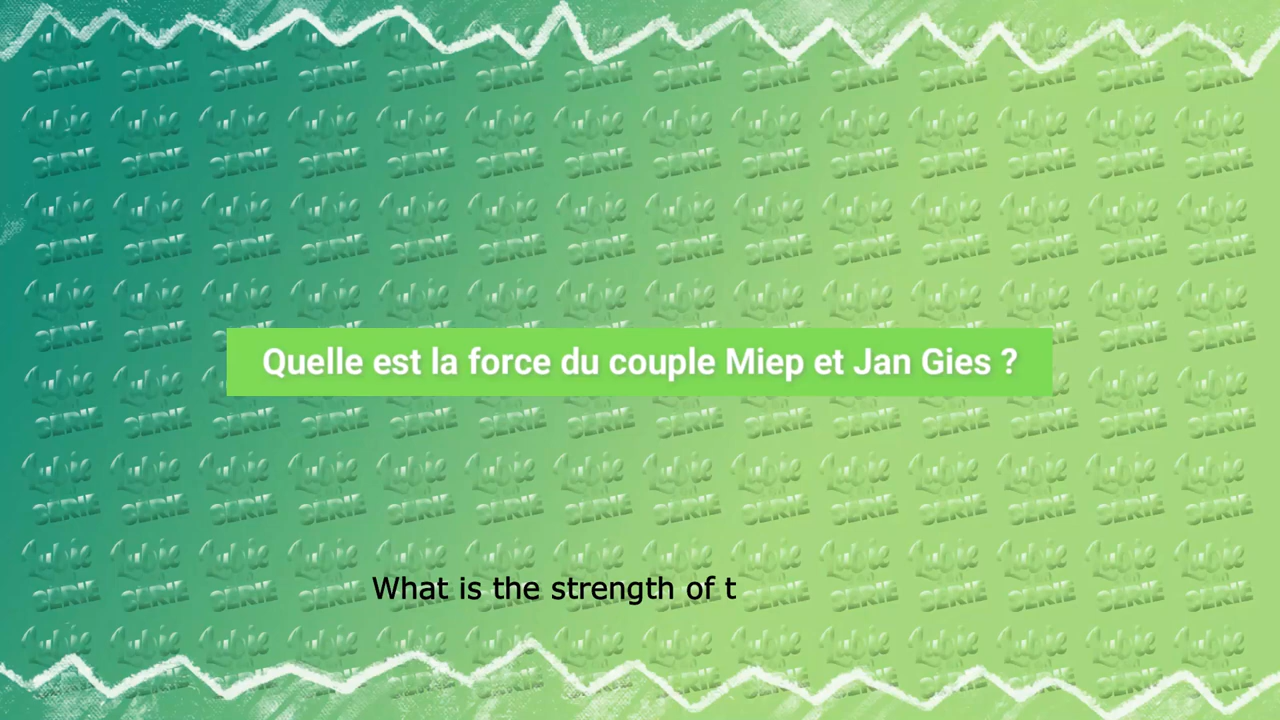 Quelle est la force du couple Miep et Jan Gies ?
What is the strength of t